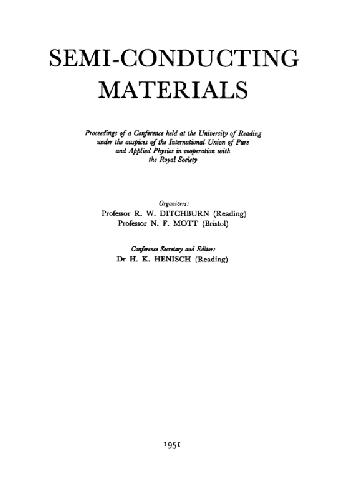 SEMI-CONDUCTING
MATERIALS
Proceedings of a Conference held at the University of Reading
under the auspices of the International Union of Pure
and Applied Physics in cooperation with
the Royal Society
Organizers:
Professor R. W. DITCHBURN (Reading)
Professor N. F. MOTT (Bristol)
Conference Secretary and Editor:
Dr H. K. HENISCH (Reading)
1951